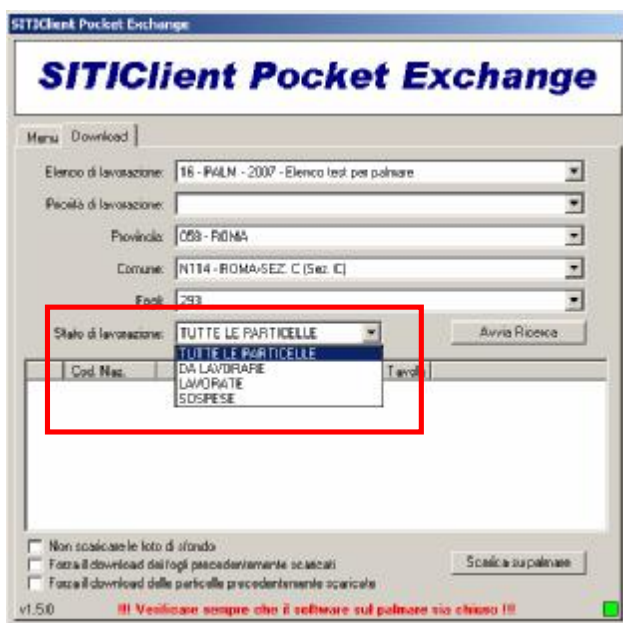 SITIClient Pocket Exchange
SITIClient Pocket Exchange
Menu Download
Elenco di lavorazione: 16 - PALM - 2007 - Elenco test per palmare
Priorità di lavorazione:
Provincia: 058 - ROMA
Comune: N114 - ROMA-SEZ. C (Sez. C)
Fogli: 293
Stato di lavorazione: TUTTE LE PARTICELLE Avvia Ricerca
TUTTE LE PARTICELLE
Cod. Naz. DA LAVORARE Tavola
LAVORATE
SOSPESE
Non scaricare le foto di sfondo
Forza il download dei fogli precedentemente scaricati Scarica su palmare
Forza il download delle particelle precedentemente scaricate
v1.5.0 !!! Verificare sempre che il software sul palmare sia chiuso !!!